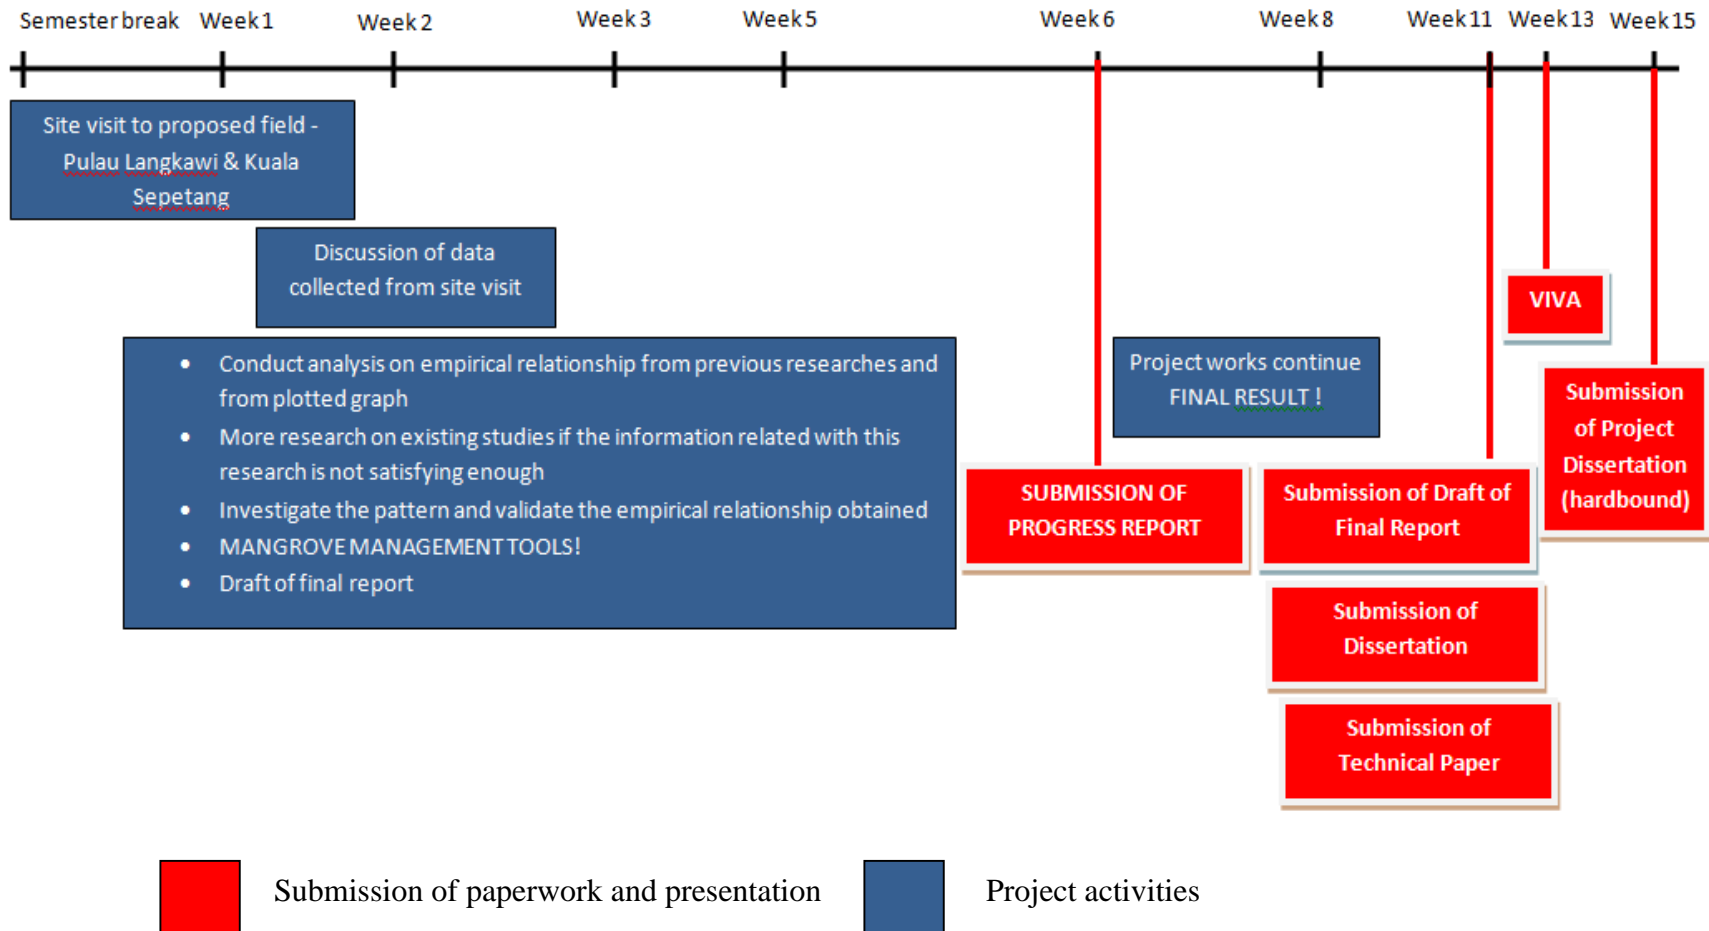 Semester break
Week 1
Week 2
Week 3
Week 5
Week 6
Week 8
Week 11
Week 13
Week 15
Site visit to proposed field -
Pulau Langkawi & Kuala
Sepetang
Discussion of data
collected from site visit
• Conduct analysis on empirical relationship from previous researches and
from plotted graph
• More research on existing studies if the information related with this
research is not satisfying enough
• Investigate the pattern and validate the empirical relationship obtained
• MANGROVE MANAGEMENT TOOLS!
• Draft of final report
SUBMISSION OF
PROGRESS REPORT
Project works continue
FINAL RESULT !
Submission of Draft of
Final Report
Submission of
Dissertation
Submission of
Technical Paper
VIVA
Submission
of Project
Dissertation
(hardbound)
Submission of paperwork and presentation
Project activities